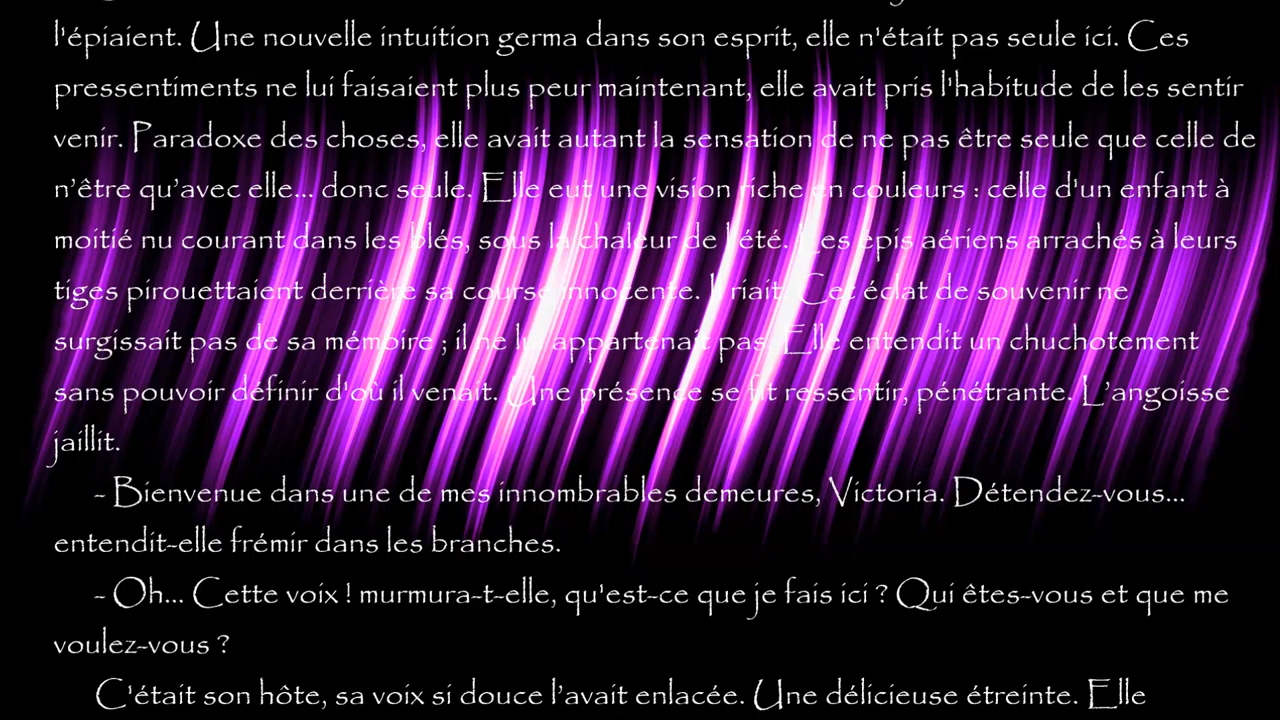 l'épiaient. Une nouvelle intuition germa dans son esprit, elle n'était pas seule ici. Ces
pressentiments ne lui faisaient plus peur maintenant, elle avait pris l'habitude de les sentir
venir. Paradoxe des choses, elle avait autant la sensation de ne pas être seule que celle de
n’être qu’avec elle... donc seule. Elle eut une vision riche en couleurs : celle d'un enfant à
moitié nu courant dans les blés, sous la chaleur de l'été. Les épis aériens arrachés à leurs
tiges pirouettaient derrière sa course innocente. Il riait. Cet éclat de souvenir ne
surgissait pas de sa mémoire ; il ne lui appartenait pas. Elle entendit un chuchotement
sans pouvoir définir d'où il venait. Une présence se fit ressentir, pénétrante. L’angoisse
jaillit.
- Bienvenue dans une de mes innombrables demeures, Victoria. Détendez-vous...
entendit-elle frémir dans les branches.
- Oh... Cette voix ! murmura-t-elle, qu'est-ce que je fais ici ? Qui êtes-vous et que me
voulez-vous ?
C'était son hôte, sa voix si douce l’avait enlacée. Une délicieuse étreinte. Elle